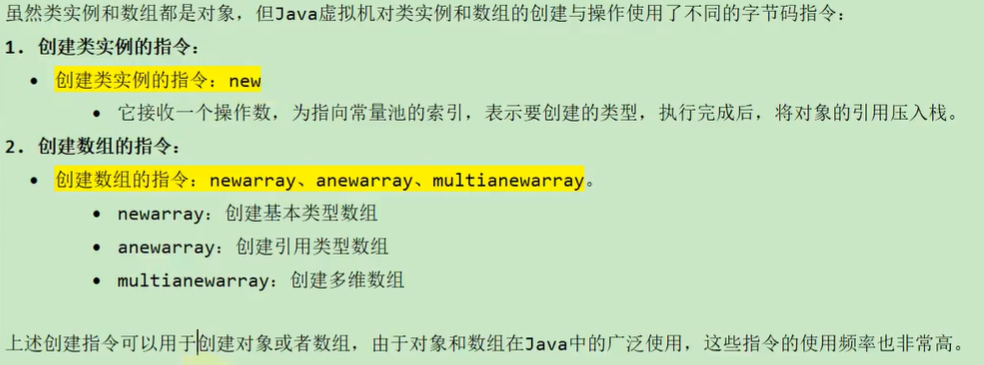 虽然类实例和数组都是对象，但Java虚拟机对类实例和数组的创建与操作使用了不同的字节码指令：
1. 创建类实例的指令：
• 创建类实例的指令：new
• 它接收一个操作数，为指向常量池的索引，表示要创建的类型，执行完成后，将对象的引用压入栈。
2. 创建数组的指令：
• 创建数组的指令：newarray、anewarray、multianewarray。
• newarray：创建基本类型数组
• anewarray：创建引用类型数组
• multianewarray：创建多维数组
上述创建指令可以用于创建对象或者数组，由于对象和数组在Java中的广泛使用，这些指令的使用频率也非常高。